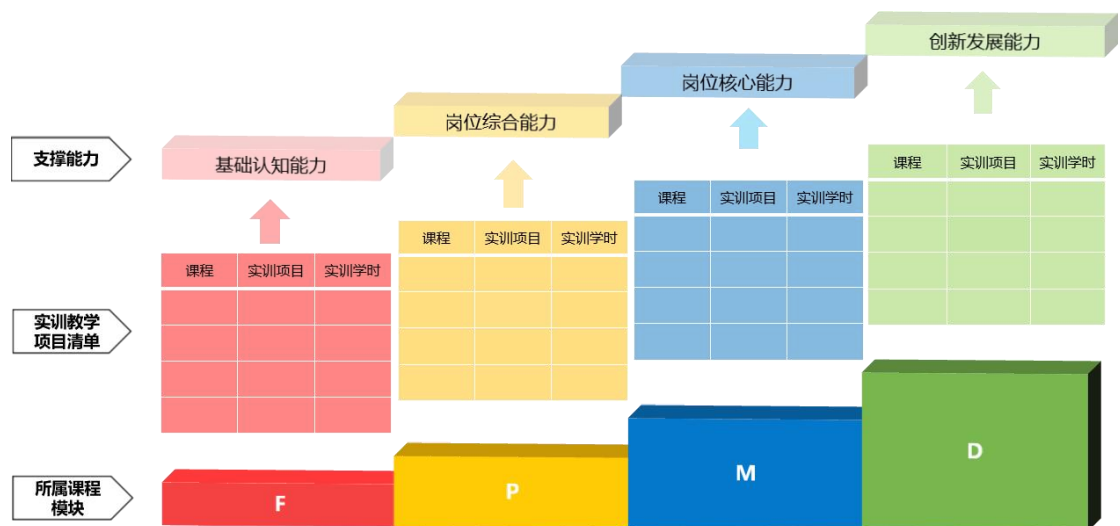 创新发展能力
岗位核心能力
岗位综合能力
支撑能力
基础认知能力
课程 实训项目 实训学时
课程 实训项目 实训学时
课程 实训项目 实训学时
课程 实训项目 实训学时
实训教学
项目清单
D
M
P
F
所属课程
模块